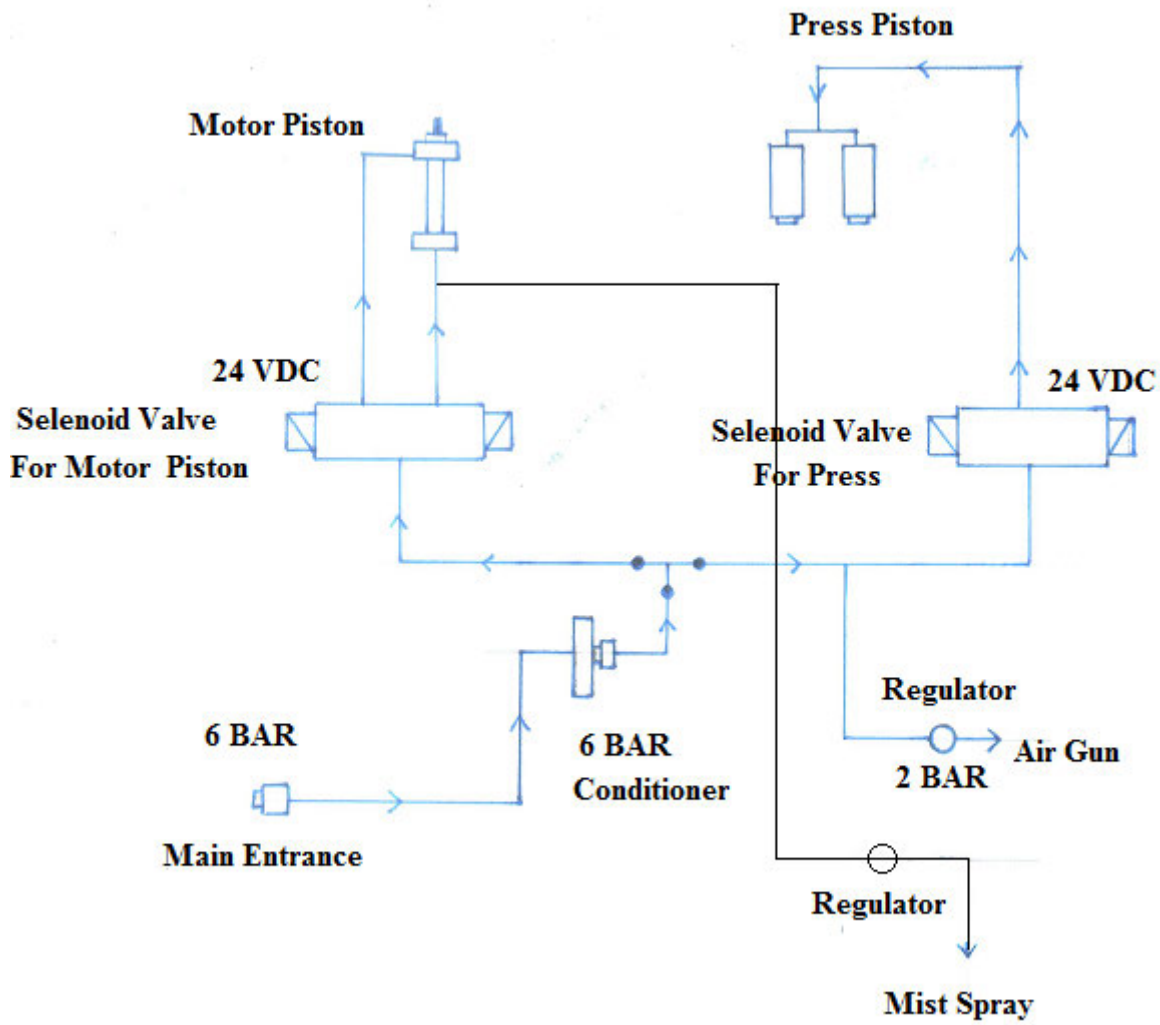 Press Piston
Motor Piston
24 VDC
Selenoid Valve
For Motor Piston
24 VDC
Selenoid Valve
For Press
6 BAR
Main Entrance
6 BAR
Conditioner
Regulator
2 BAR
Air Gun
Regulator
Mist Spray